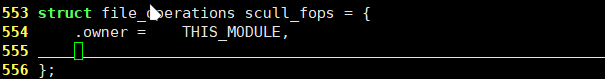 553 struct file_operations scull_fops = {
554     .owner =    THIS_MODULE,
555
556 };